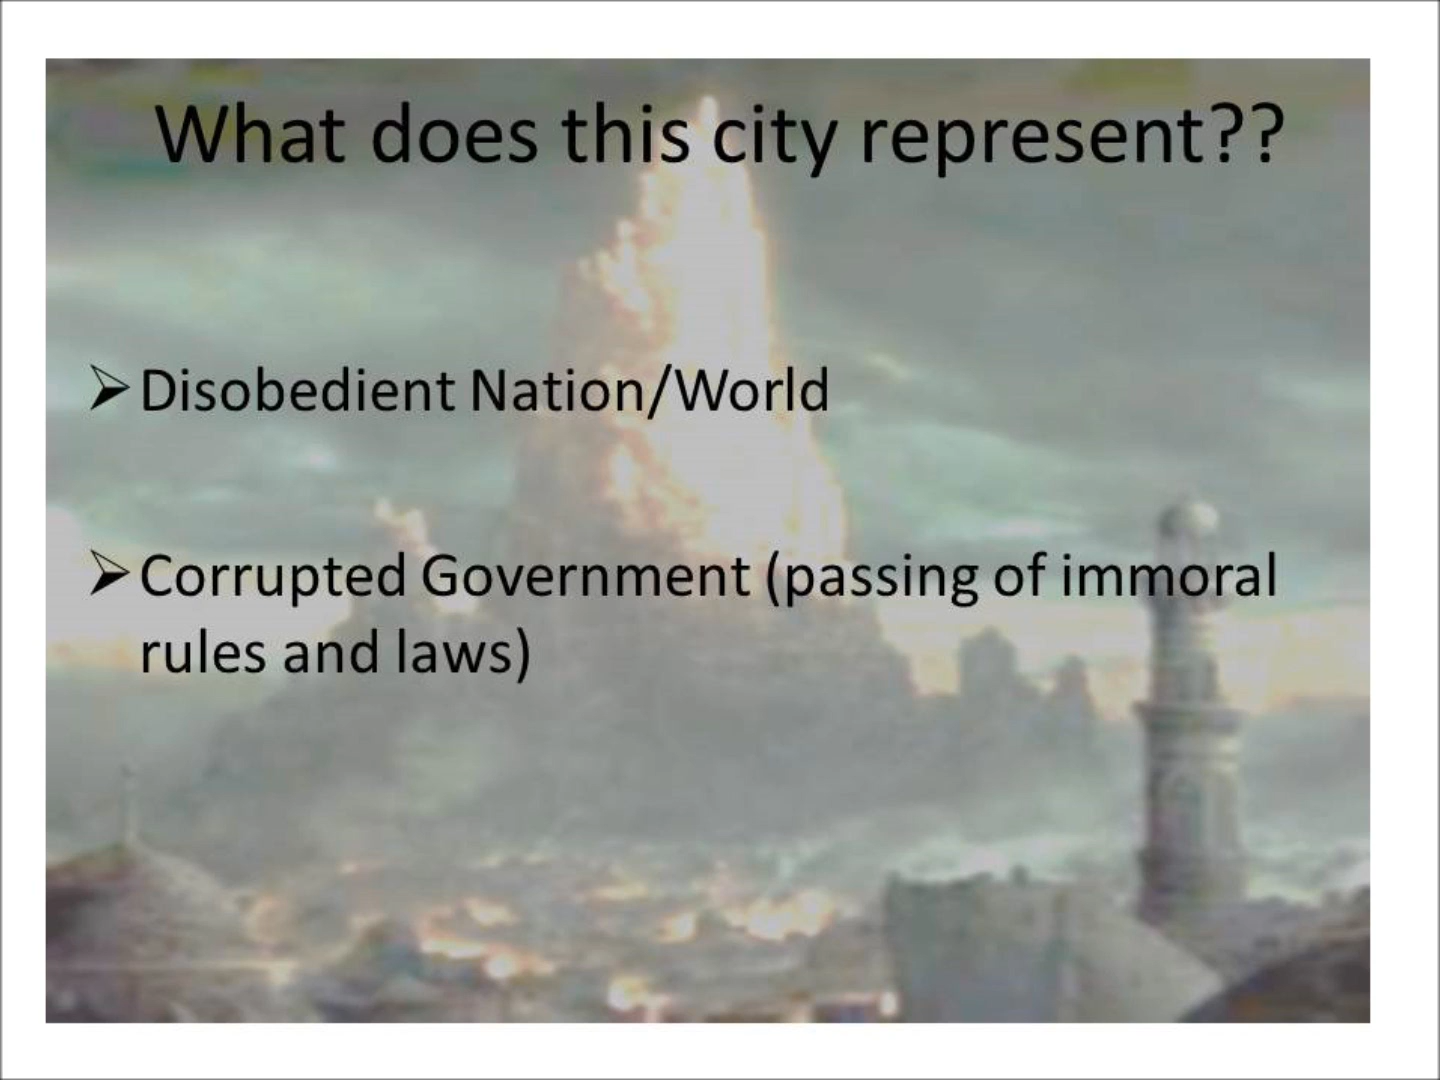 What does this city represent??
➢Disobedient Nation/World
➢Corrupted Government (passing of immoral
rules and laws)